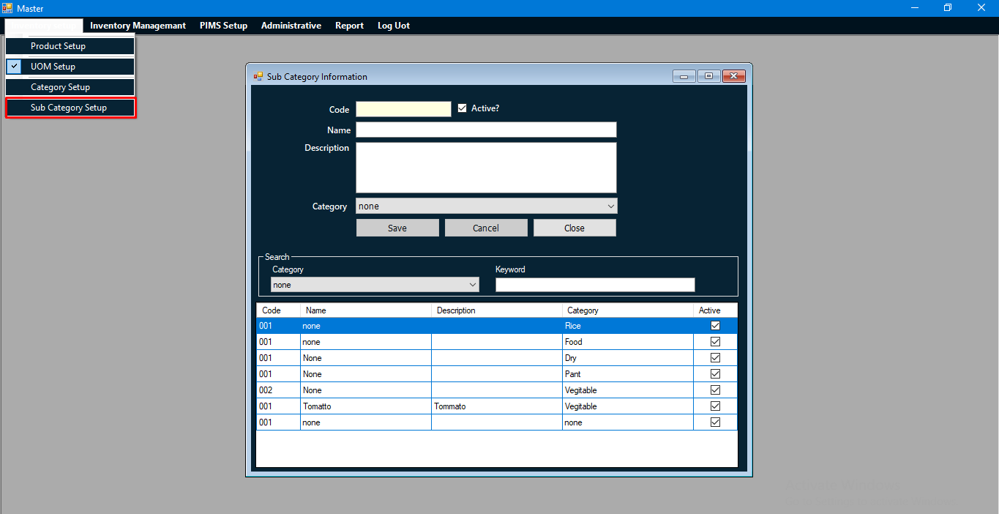 Master
Inventory Management PIMS Setup Administrative Report Log Uot
Product Setup
UOM Setup
Category Setup
Sub Category Setup
Sub Category Information
Code Active?
Name
Description
Category none
Save Cancel Close
Search
Category Keyword
none
Code Name Description Category Active
001 none Rice
001 none Food
001 None Dry
001 None Pant
002 None Vegitable
001 Tomatto Tommato Vegitable
001 none none